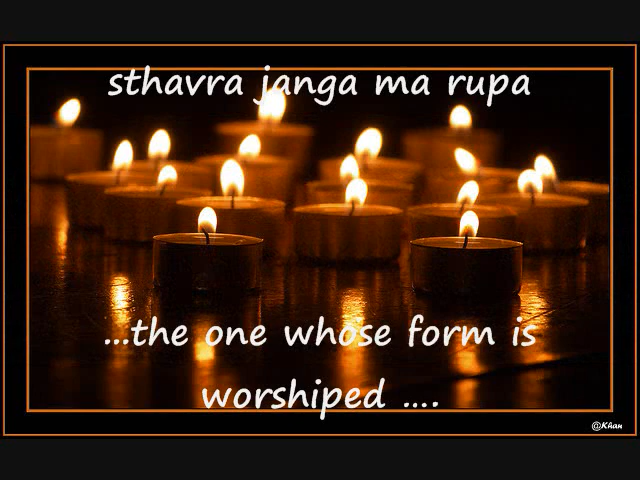 sthavra janga ma rupa
...the one whose form is
worshiped ....
@Khan